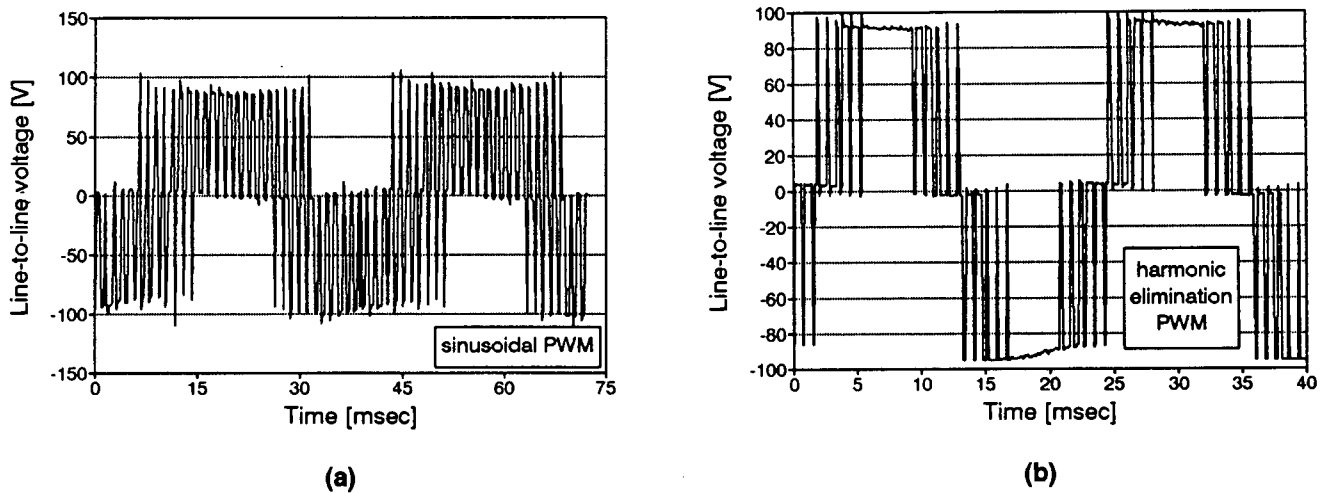 Line-to-line voltage [V]
150
100
50
0
-50
-100
-150
sinusoidal PWM
0 15 30 45 60 75
Time [msec]
(a)
Line-to-line voltage [V]
100
80
60
40
20
0
-20
-40
-60
-80
-100
harmonic
elimination
PWM
0 5 10 15 20 25 30 35 40
Time [msec]
(b)